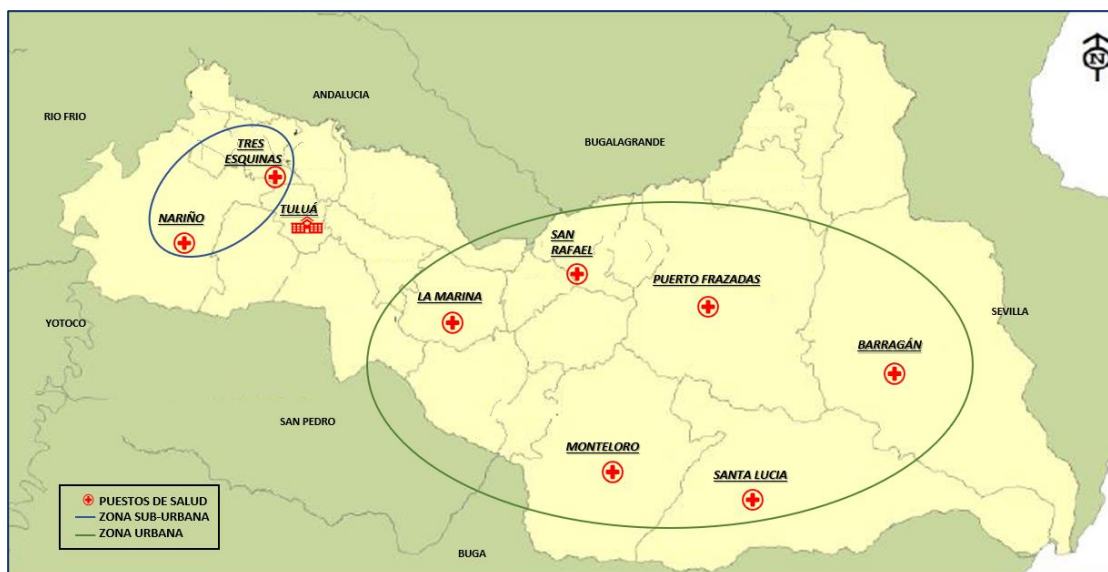 N
ANDALUCIA
RIO FRIO
BUGALAGRANDE
TRES
ESQUINAS
NARIÑO
TULUÁ
SAN
RAFAEL
PUERTO FRAZADAS
LA MARINA
SEVILLA
YOTOCO
BARRAGÁN
SAN PEDRO
MONTELORO
SANTA LUCIA
PUESTOS DE SALUD
ZONA SUB-URBANA
ZONA URBANA
BUGA